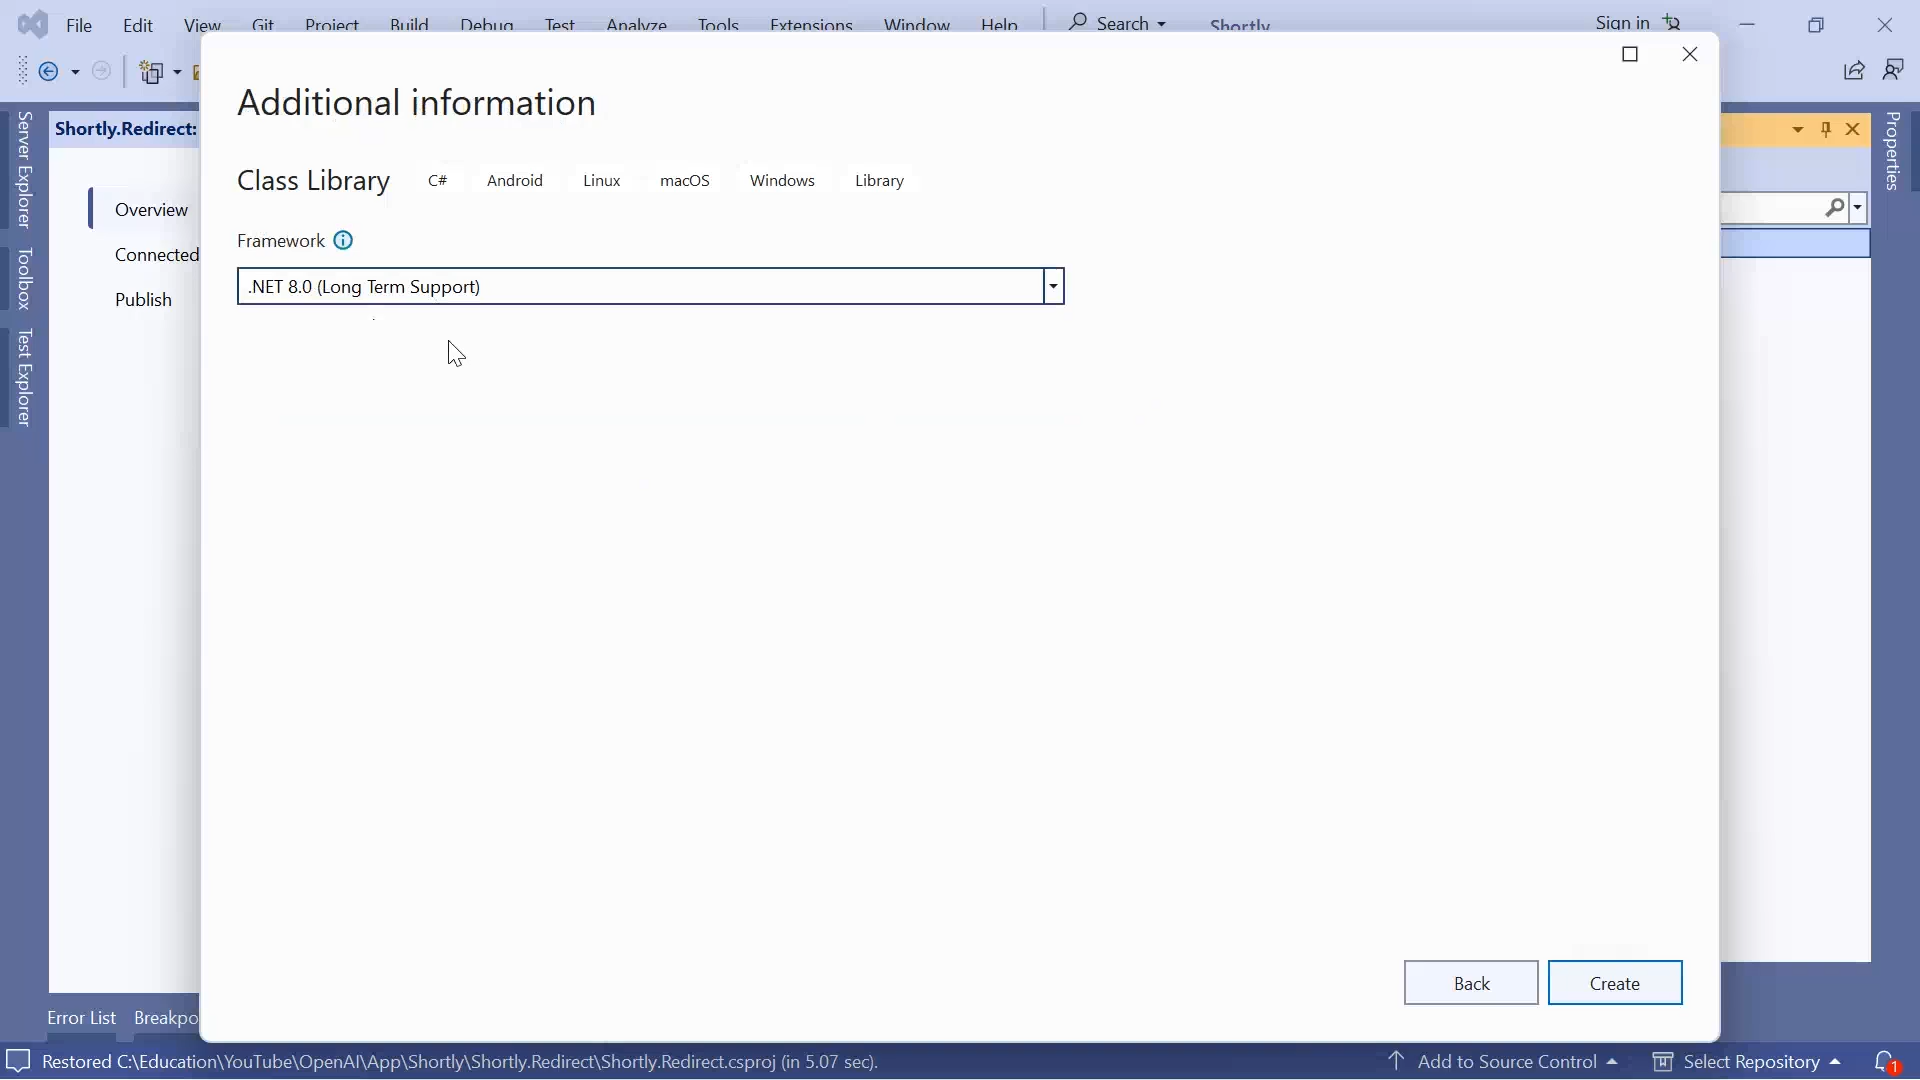 File Edit View Git Project Build Debug Test Analyze Tools Extensions Window Help Search Shortly Sign in
Additional information
Server Explorer
Toolbox
Test Explorer
Shortly.Redirect:
Properties
Class Library C# Android Linux macOS Windows Library
Overview
Framework
Connected
.NET 8.0 (Long Term Support)
Publish
Back Create
Error List
Restored C:\Education\YouTube\OpenAI\App\Shortly\Shortly.Redirect\Shortly.Redirect.csproj (in 5.07 sec). Add to Source Control Select Repository 1